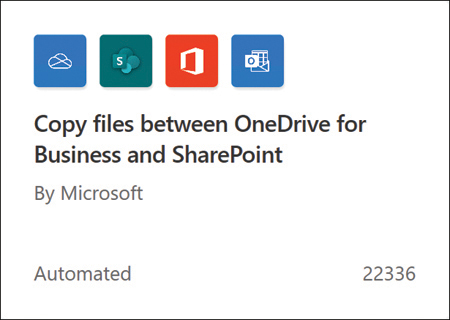 S
Copy files between OneDrive for
Business and SharePoint
By Microsoft
Automated 22336